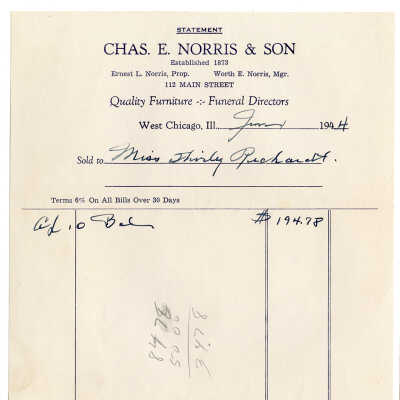 STATEMENT
CHAS. E. NORRIS & SON
Established 1873
Ernest L. Norris, Prop. Worth E. Norris, Mgr.
112 MAIN STREET
Quality Furniture -:- Funeral Directors
West Chicago, Ill. June 1944
Sold to Miss Shirley Richardt.
Terms 6% On All Bills Over 30 Days
Bal $194.78